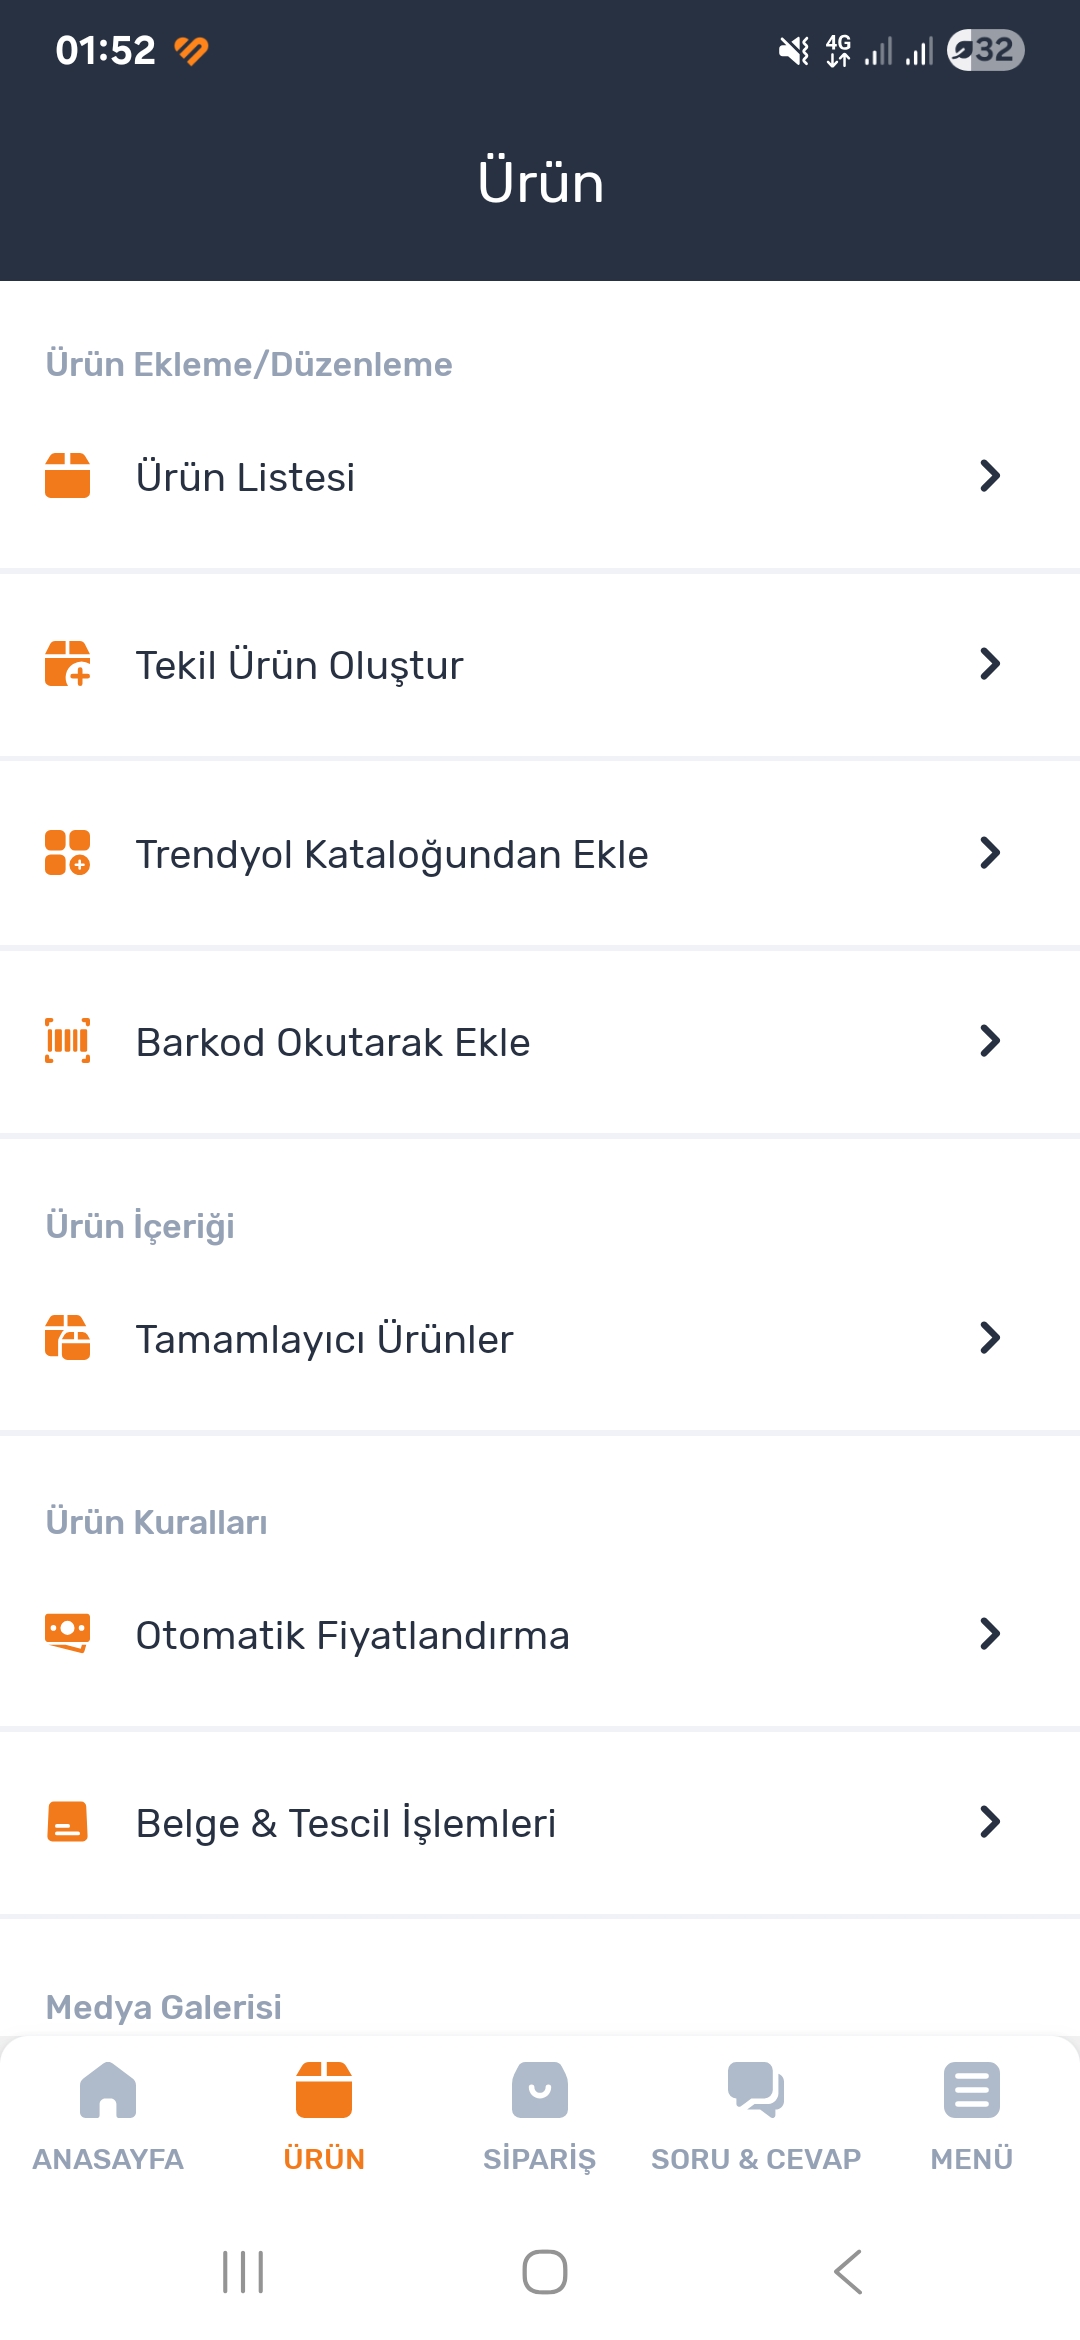 01:52
4G
32
Ürün
Ürün Ekleme/Düzenleme
Ürün Listesi
Tekil Ürün Oluştur
Trendyol Kataloğundan Ekle
Barkod Okutarak Ekle
Ürün İçeriği
Tamamlayıcı Ürünler
Ürün Kuralları
Otomatik Fiyatlandırma
Belge & Tescil İşlemleri
Medya Galerisi
ANASAYFA
ÜRÜN
SİPARİŞ
SORU & CEVAP
MENÜ